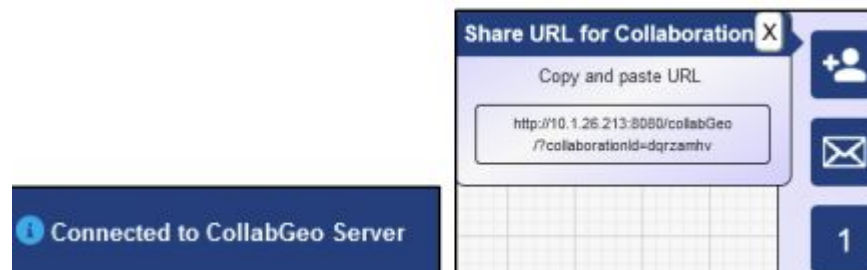 Share URL for Collaboration X
Copy and paste URL
http://10.1.26.213:8080/collabGeo
/?collaborationId=dqrzamhv
Connected to CollabGeo Server
1